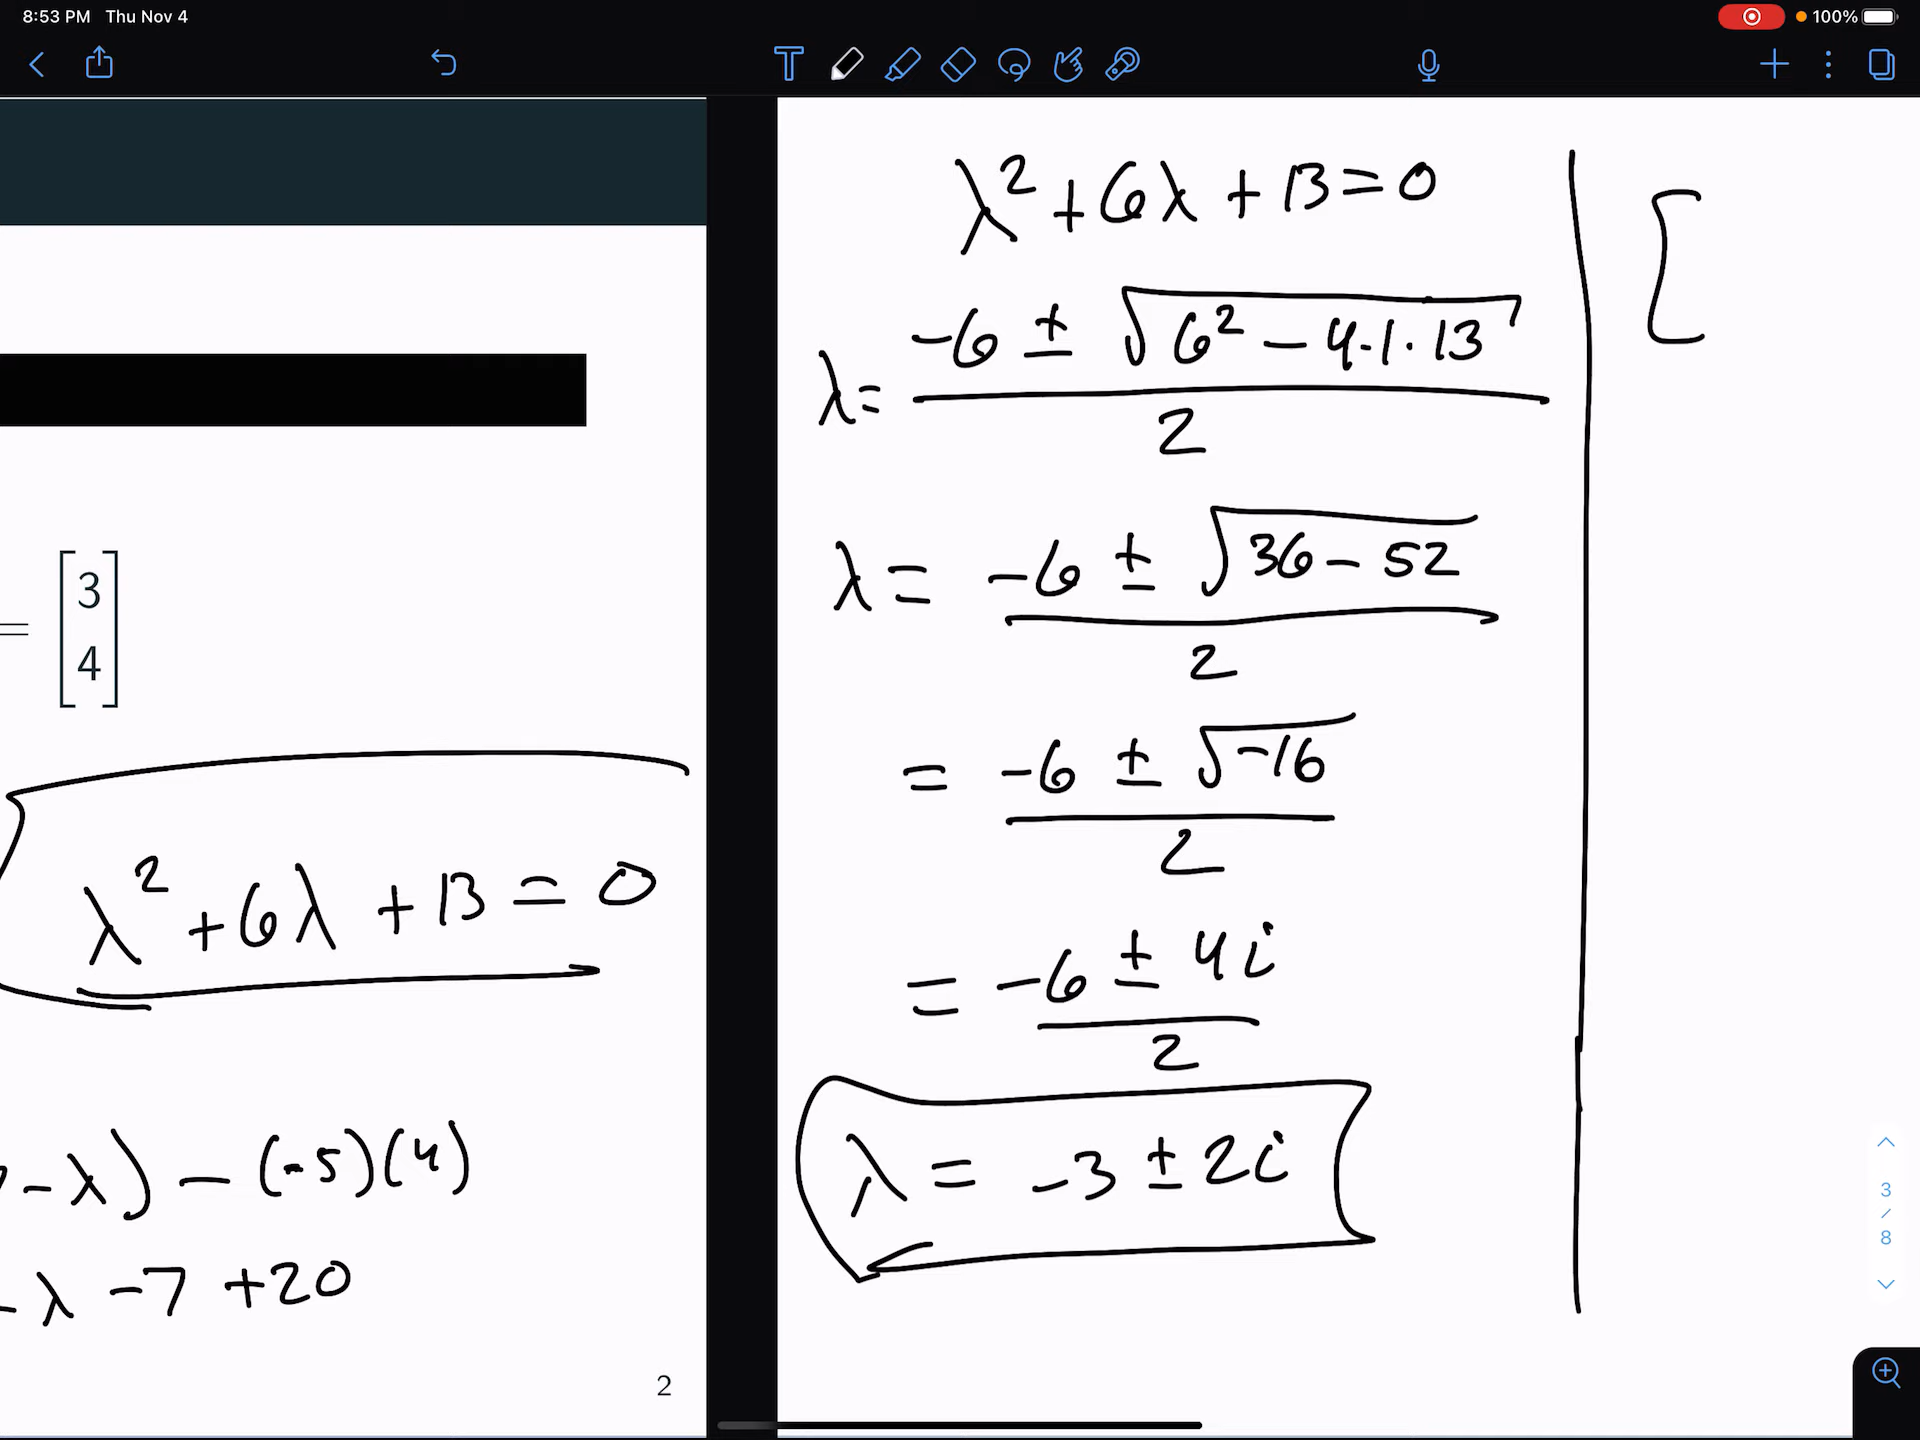 8:53 PM Thu Nov 4
100%
T
= [3
4]
λ² + 6λ + 13 = 0
- λ) - (-5)(4)
- λ - 7 + 20
2
λ² + 6λ + 13 = 0
λ = (-6 ± √(6² - 4·1·13)) / 2
λ = (-6 ± √(36 - 52)) / 2
= (-6 ± √-16) / 2
= (-6 ± 4i) / 2
λ = -3 ± 2i
[
3
/
8